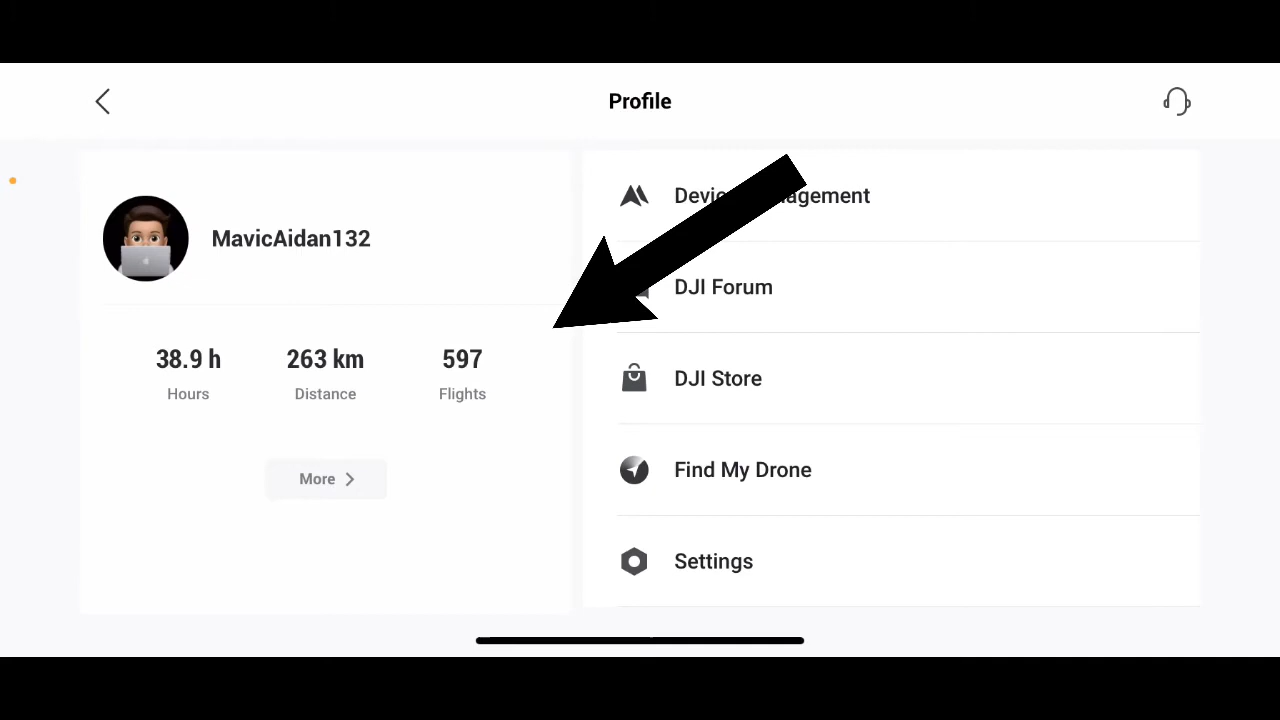 Profile
MavicAidan132
38.9 h
263 km
597
Hours
Distance
Flights
More
DJI Forum
DJI Store
Find My Drone
Settings